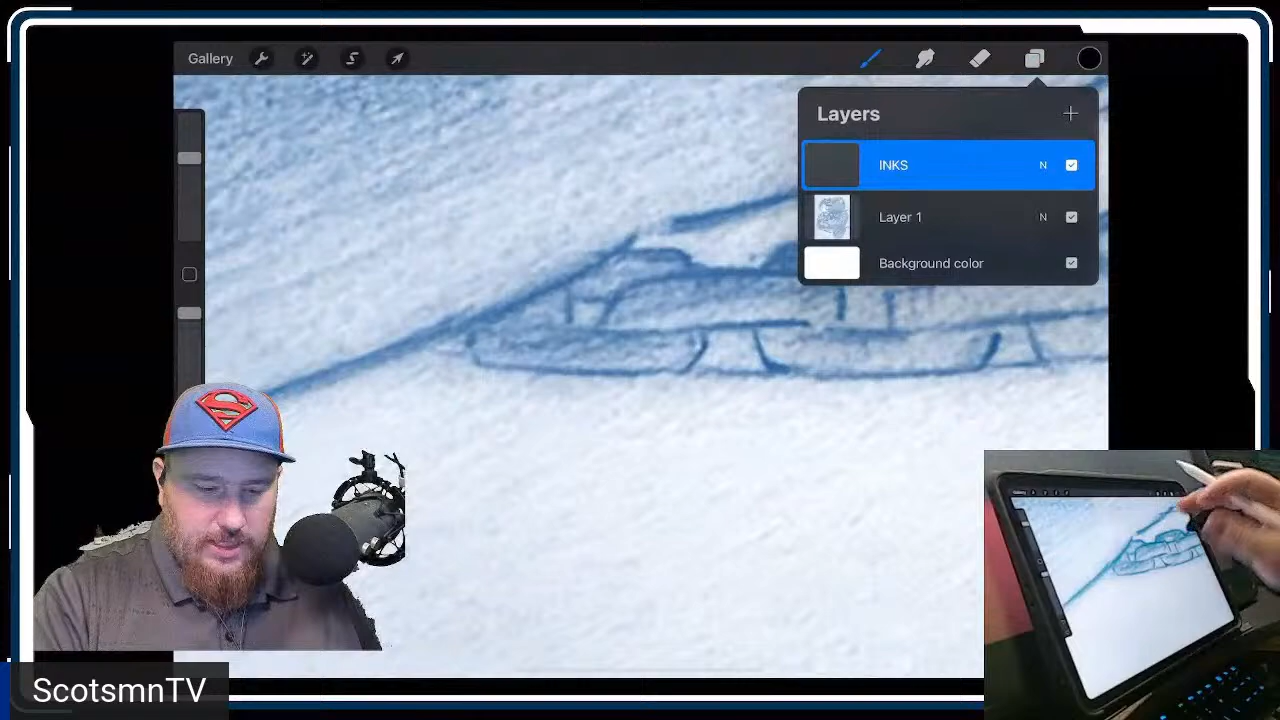 Gallery
Layers
INKS N
Layer 1 N
Background color
ScotsmnTV